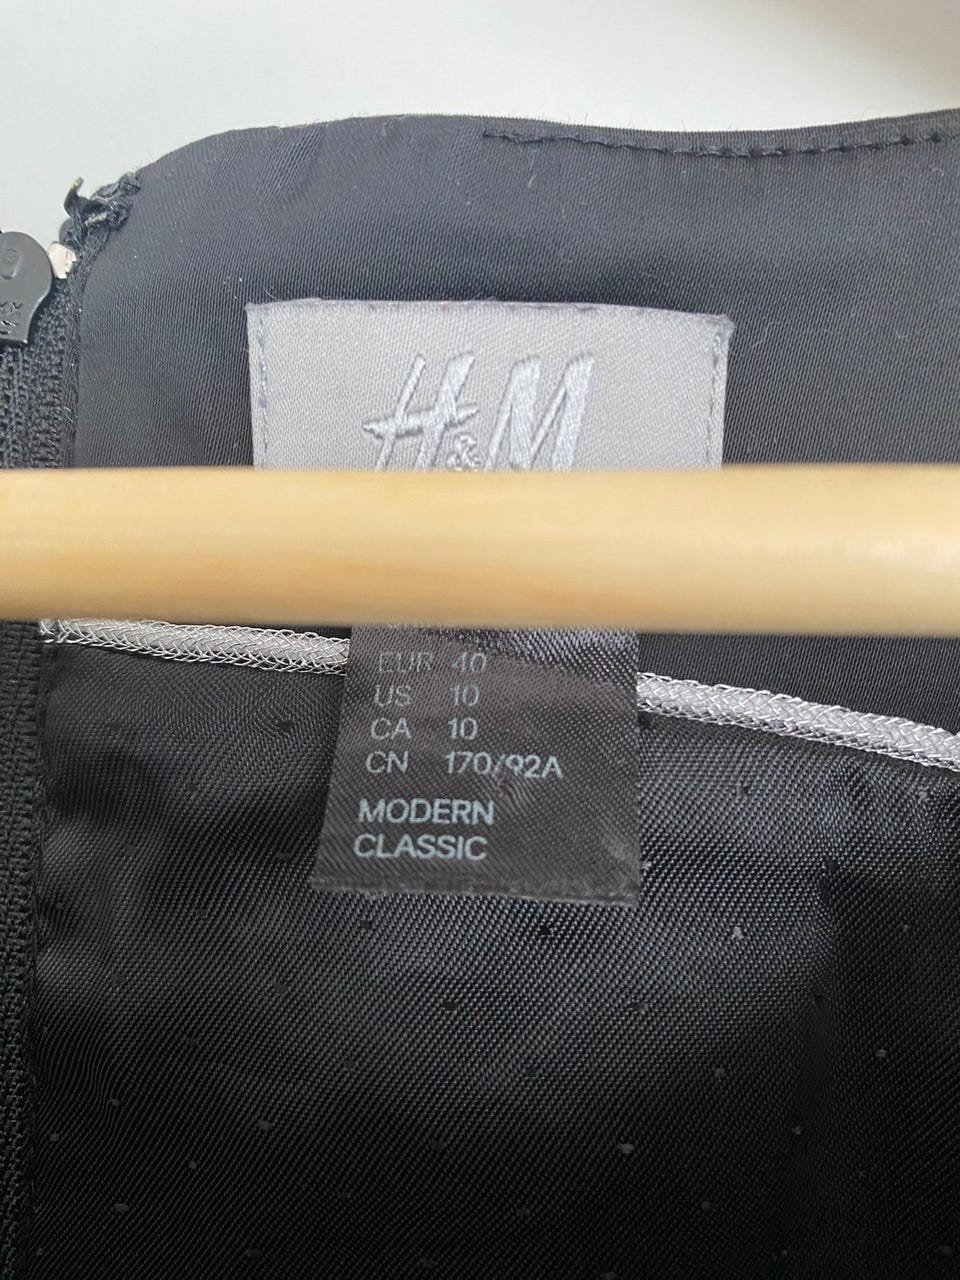 H&M
EUR 40
US 10
CA 10
CN 170/92A
MODERN
CLASSIC